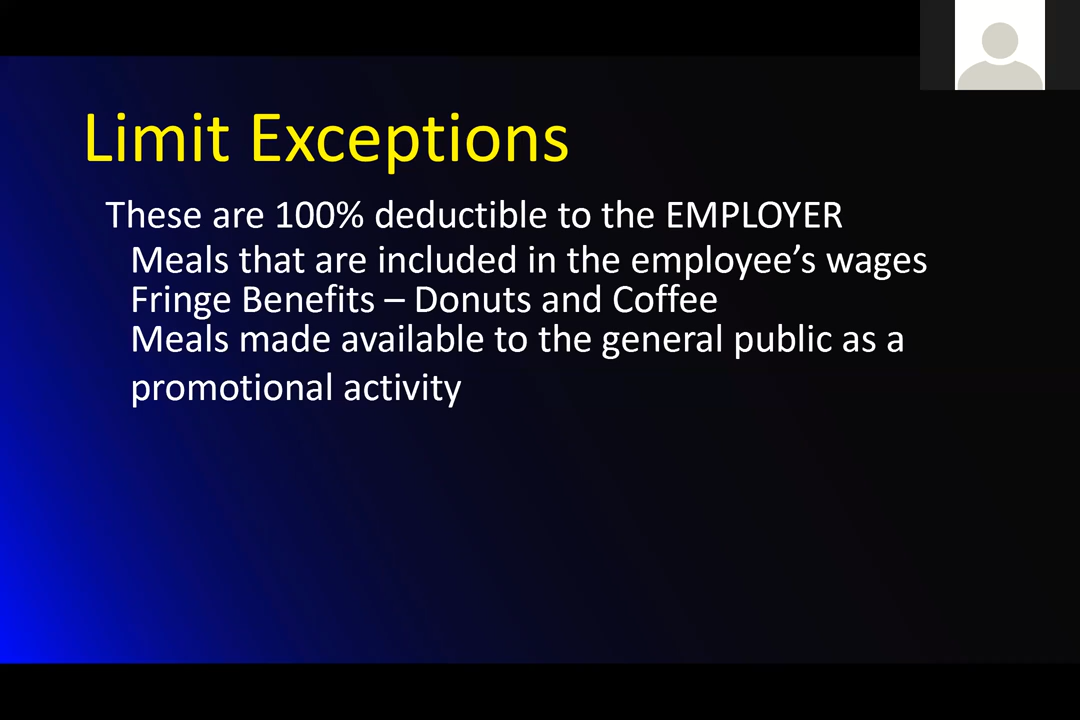 Limit Exceptions
These are 100% deductible to the EMPLOYER
Meals that are included in the employee’s wages
Fringe Benefits – Donuts and Coffee
Meals made available to the general public as a
promotional activity